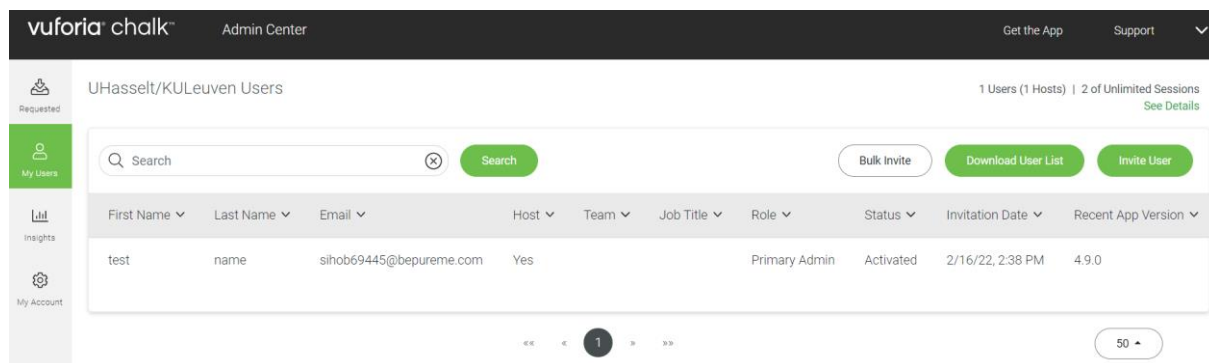 vuforia® chalk™ Admin Center Get the App Support
Requested
UHasselt/KULeuven Users
1 Users (1 Hosts) | 2 of Unlimited Sessions
See Details
My Users
Search Search Bulk Invite Download User List Invite User
Insights
First Name Last Name Email Host Team Job Title Role Status Invitation Date Recent App Version
test name sihob69445@bepureme.com Yes Primary Admin Activated 2/16/22, 2:38 PM 4.9.0
My Account
«« « 1 » »» 50